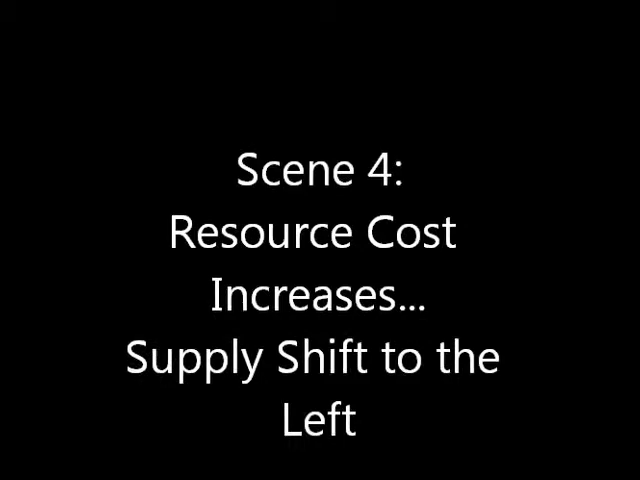 Scene 4:
Resource Cost
Increases...
Supply Shift to the
Left